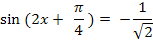 sin (2x + π/4) = − 1/√2